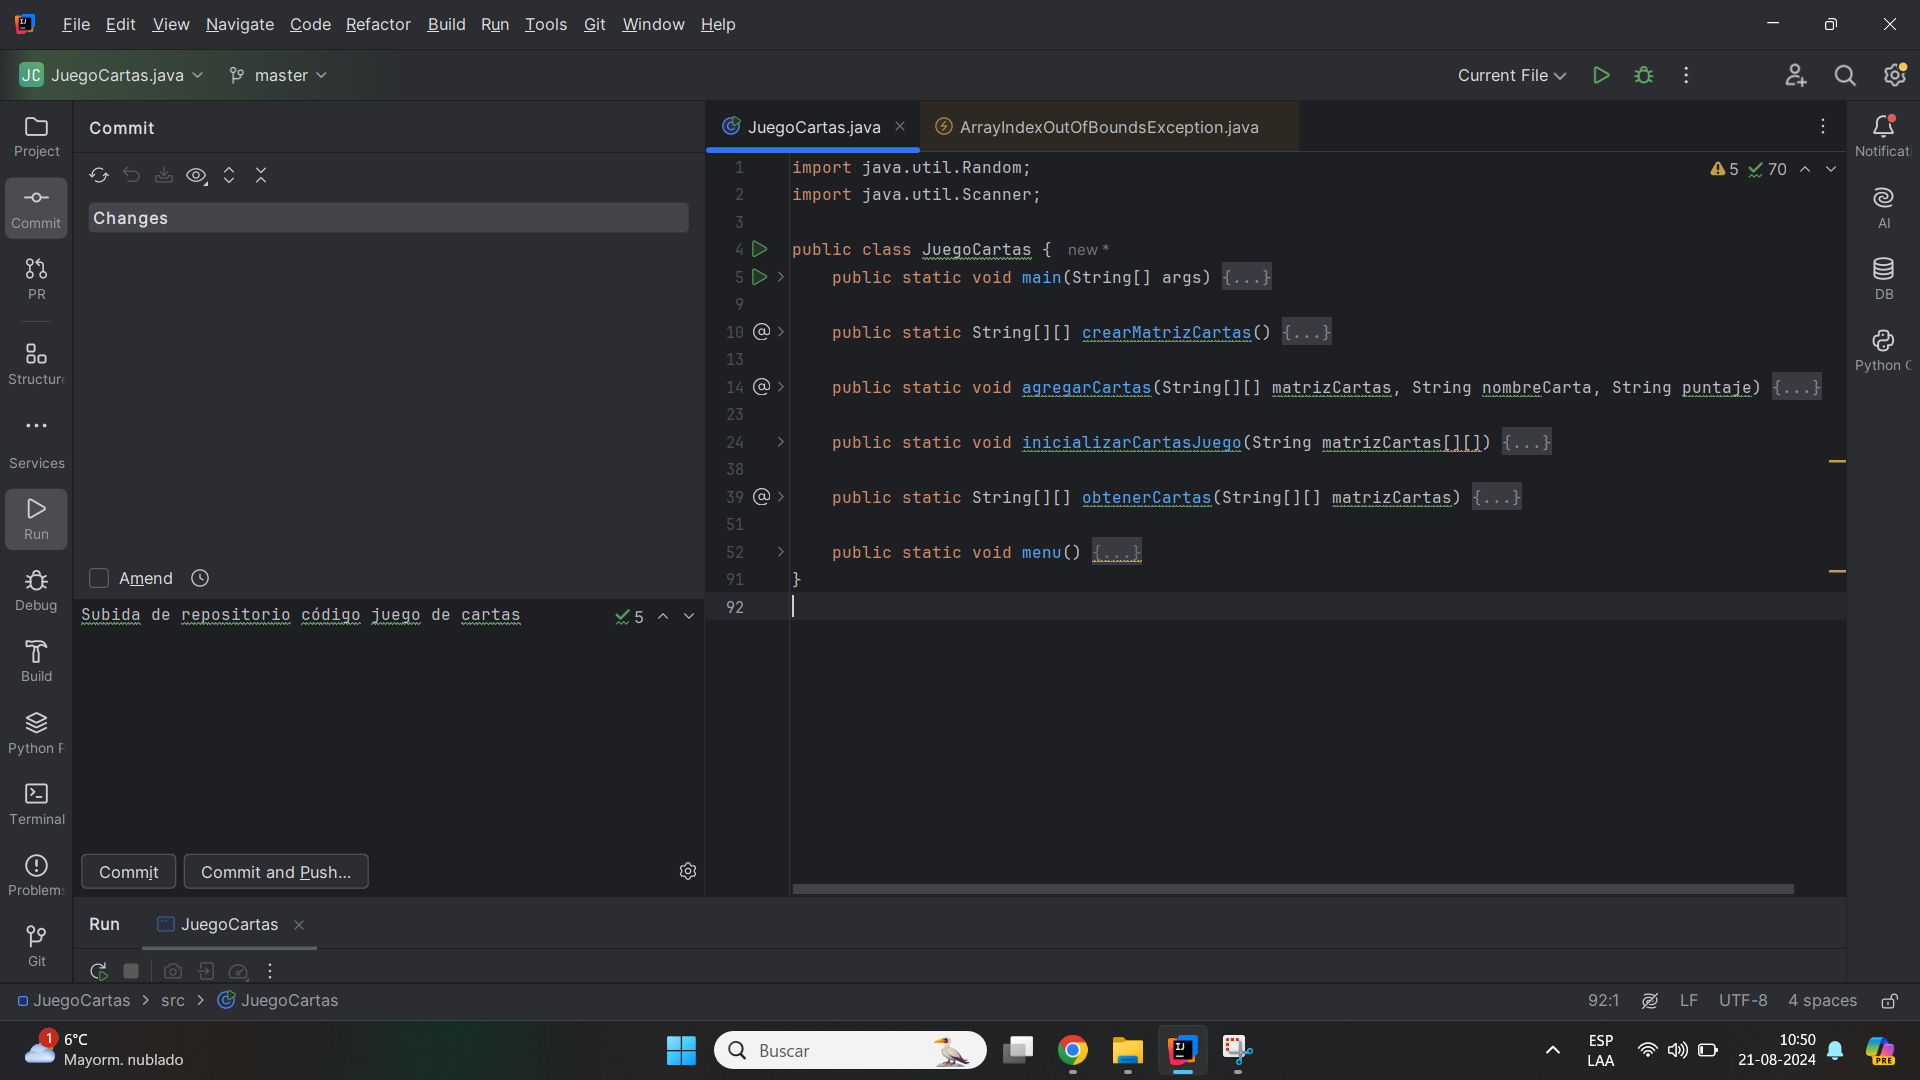 File Edit View Navigate Code Refactor Build Run Tools Git Window Help
JC JuegoCartas.java master Current File
Project
Commit
PR
Structure
Services
Run
Debug
Build
Python P
Terminal
Problems
Git
Commit
Changes
Amend
Subida de repositorio código juego de cartas 5
Commit Commit and Push...
JuegoCartas.java ArrayIndexOutOfBoundsException.java
1 import java.util.Random; 5 70
2 import java.util.Scanner;
3
4 public class JuegoCartas { new *
5 public static void main(String[] args) {...}
9
10 @ public static String[][] crearMatrizCartas() {...}
13
14 @ public static void agregarCartas(String[][] matrizCartas, String nombreCarta, String puntaje) {...}
23
24 public static void inicializarCartasJuego(String matrizCartas[][]) {...}
38
39 @ public static String[][] obtenerCartas(String[][] matrizCartas) {...}
51
52 public static void menu() {...}
91 }
92
Notificati
AI
DB
Python C
Run JuegoCartas
JuegoCartas > src > JuegoCartas 92:1 LF UTF-8 4 spaces
1 6°C
Mayorm. nublado
Buscar
PRE
ESP
LAA
10:50
21-08-2024